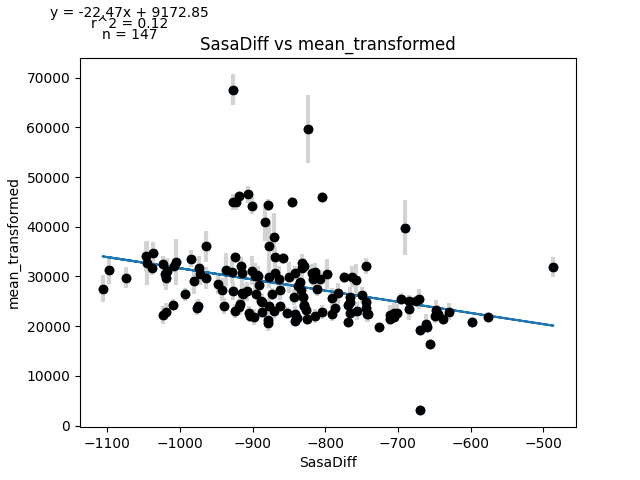 y = -22.47x + 9172.85
r^2 = 0.12
n = 147
SasaDiff vs mean_transformed
mean_transformed
70000
60000
50000
40000
30000
20000
10000
0
−1100 −1000 −900 −800 −700 −600 −500
SasaDiff